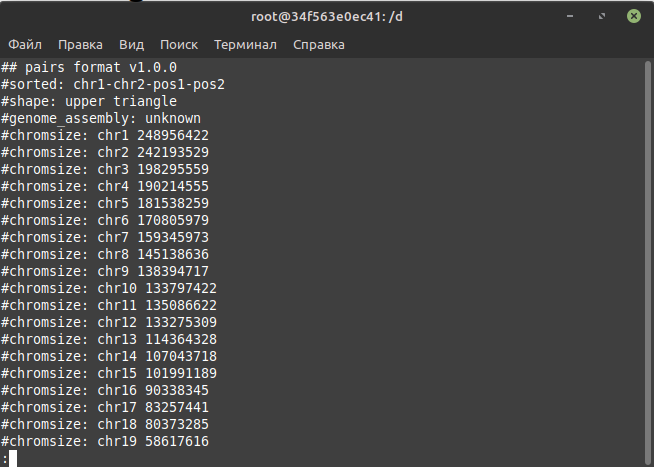 root@34f563e0ec41: /d
Файл Правка Вид Поиск Терминал Справка
## pairs format v1.0.0
#sorted: chr1-chr2-pos1-pos2
#shape: upper triangle
#genome_assembly: unknown
#chromsize: chr1 248956422
#chromsize: chr2 242193529
#chromsize: chr3 198295559
#chromsize: chr4 190214555
#chromsize: chr5 181538259
#chromsize: chr6 170805979
#chromsize: chr7 159345973
#chromsize: chr8 145138636
#chromsize: chr9 138394717
#chromsize: chr10 133797422
#chromsize: chr11 135086622
#chromsize: chr12 133275309
#chromsize: chr13 114364328
#chromsize: chr14 107043718
#chromsize: chr15 101991189
#chromsize: chr16 90338345
#chromsize: chr17 83257441
#chromsize: chr18 80373285
#chromsize: chr19 58617616
: